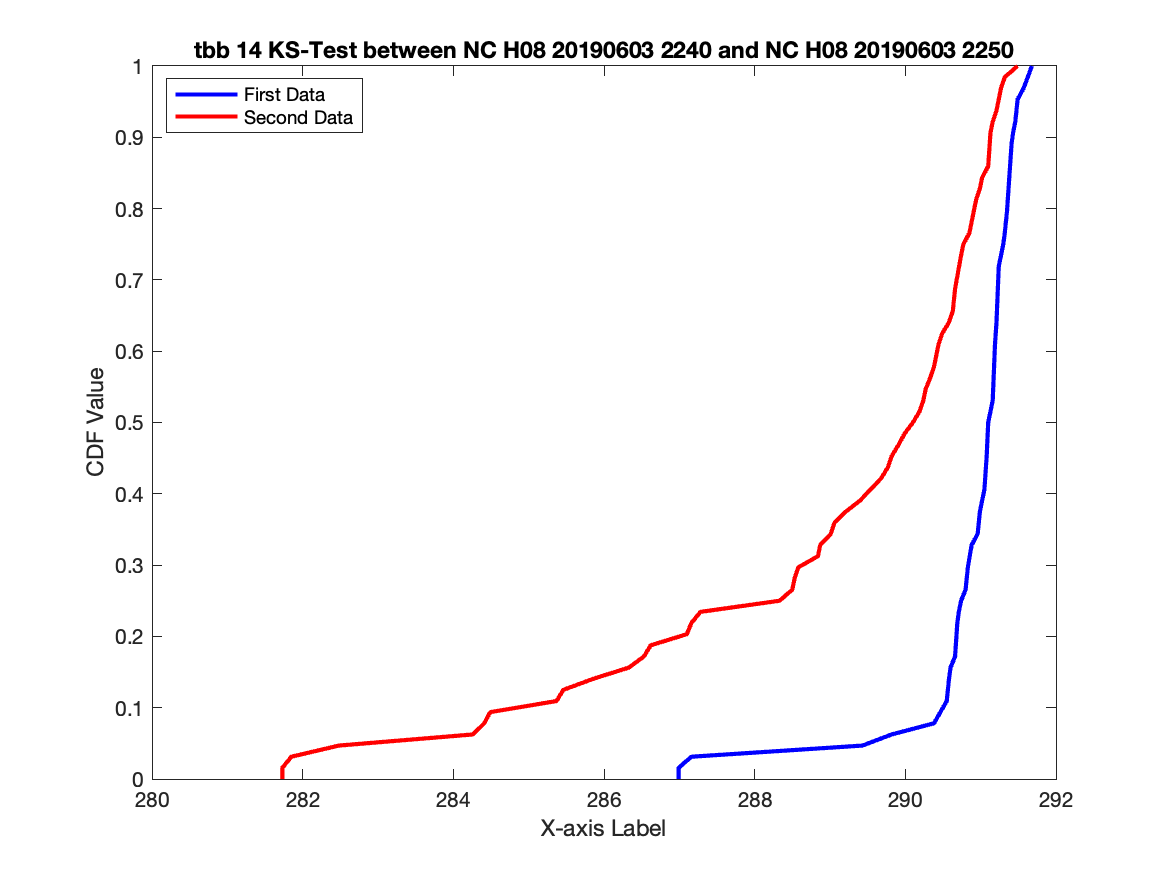 tbb 14 KS-Test between NC H08 20190603 2240 and NC H08 20190603 2250
First Data
Second Data
1
0.9
0.8
0.7
0.6
0.5
0.4
0.3
0.2
0.1
0
CDF Value
280 282 284 286 288 290 292
X-axis Label